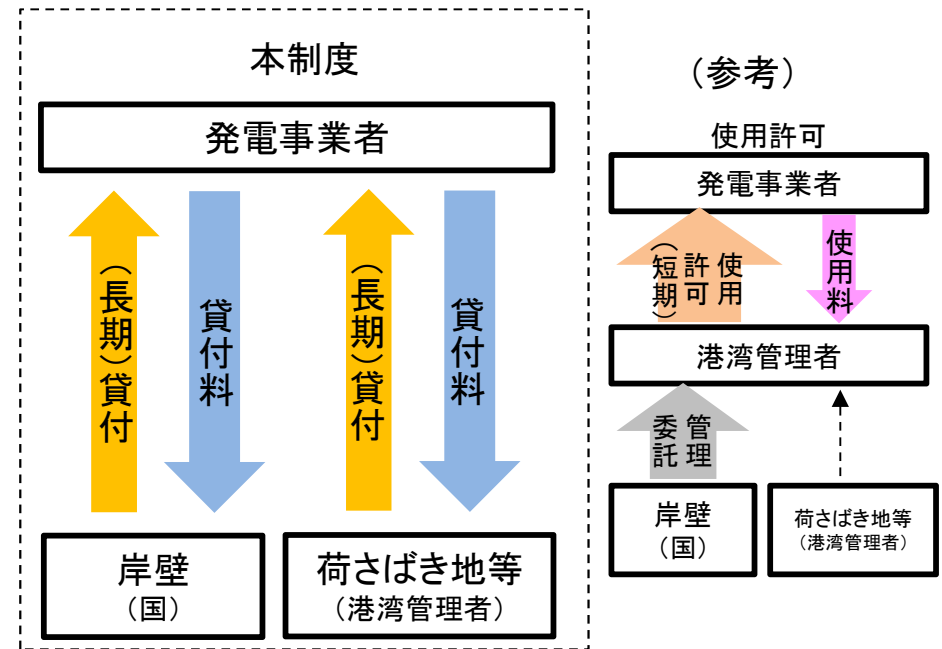 本制度
発電事業者
(長期)貸付
貸付料
(長期)貸付
貸付料
岸壁
(国)
荷さばき地等
(港湾管理者)
(参考)
使用許可
発電事業者
使用
許可
(短期)
使用料
港湾管理者
管理
委託
岸壁
(国)
荷さばき地等
(港湾管理者)